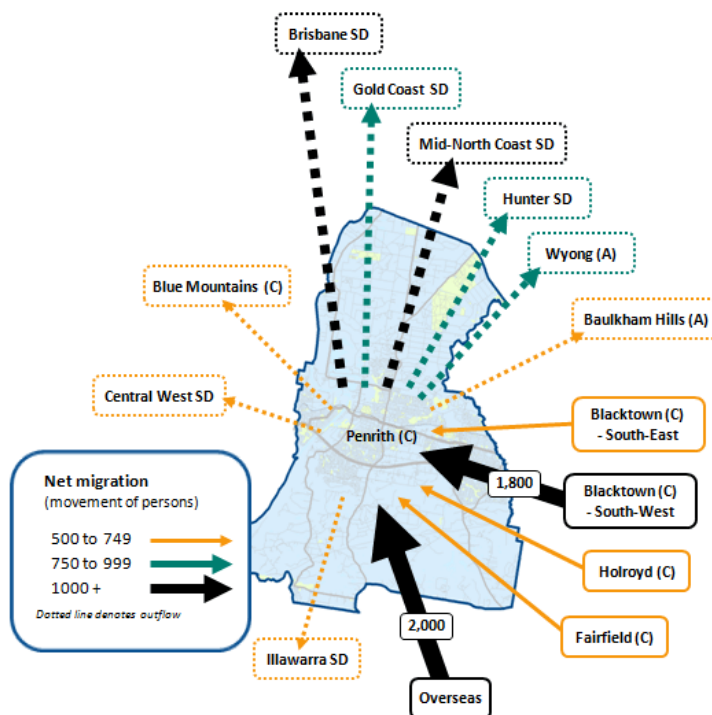 Brisbane SD
Gold Coast SD
Mid-North Coast SD
Hunter SD
Wyong (A)
Blue Mountains (C)
Baulkham Hills (A)
Central West SD
Penrith (C)
Blacktown (C)
- South-East
1,800
Blacktown (C)
- South-West
Net migration
(movement of persons)
500 to 749
750 to 999
1000 +
Dotted line denotes outflow
Holroyd (C)
2,000
Fairfield (C)
Illawarra SD
Overseas